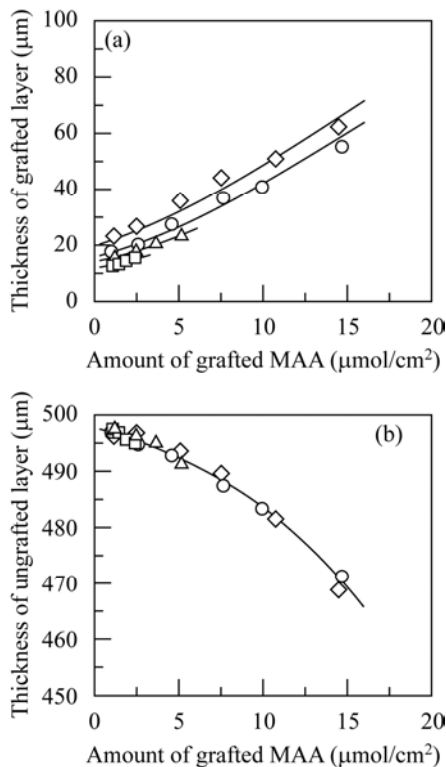 (a)
Thickness of grafted layer (μm)
100
80
60
40
20
0
0 5 10 15 20
Amount of grafted MAA (μmol/cm²)
(b)
Thickness of ungrafted layer (μm)
500
490
480
470
460
450
0 5 10 15 20
Amount of grafted MAA (μmol/cm²)